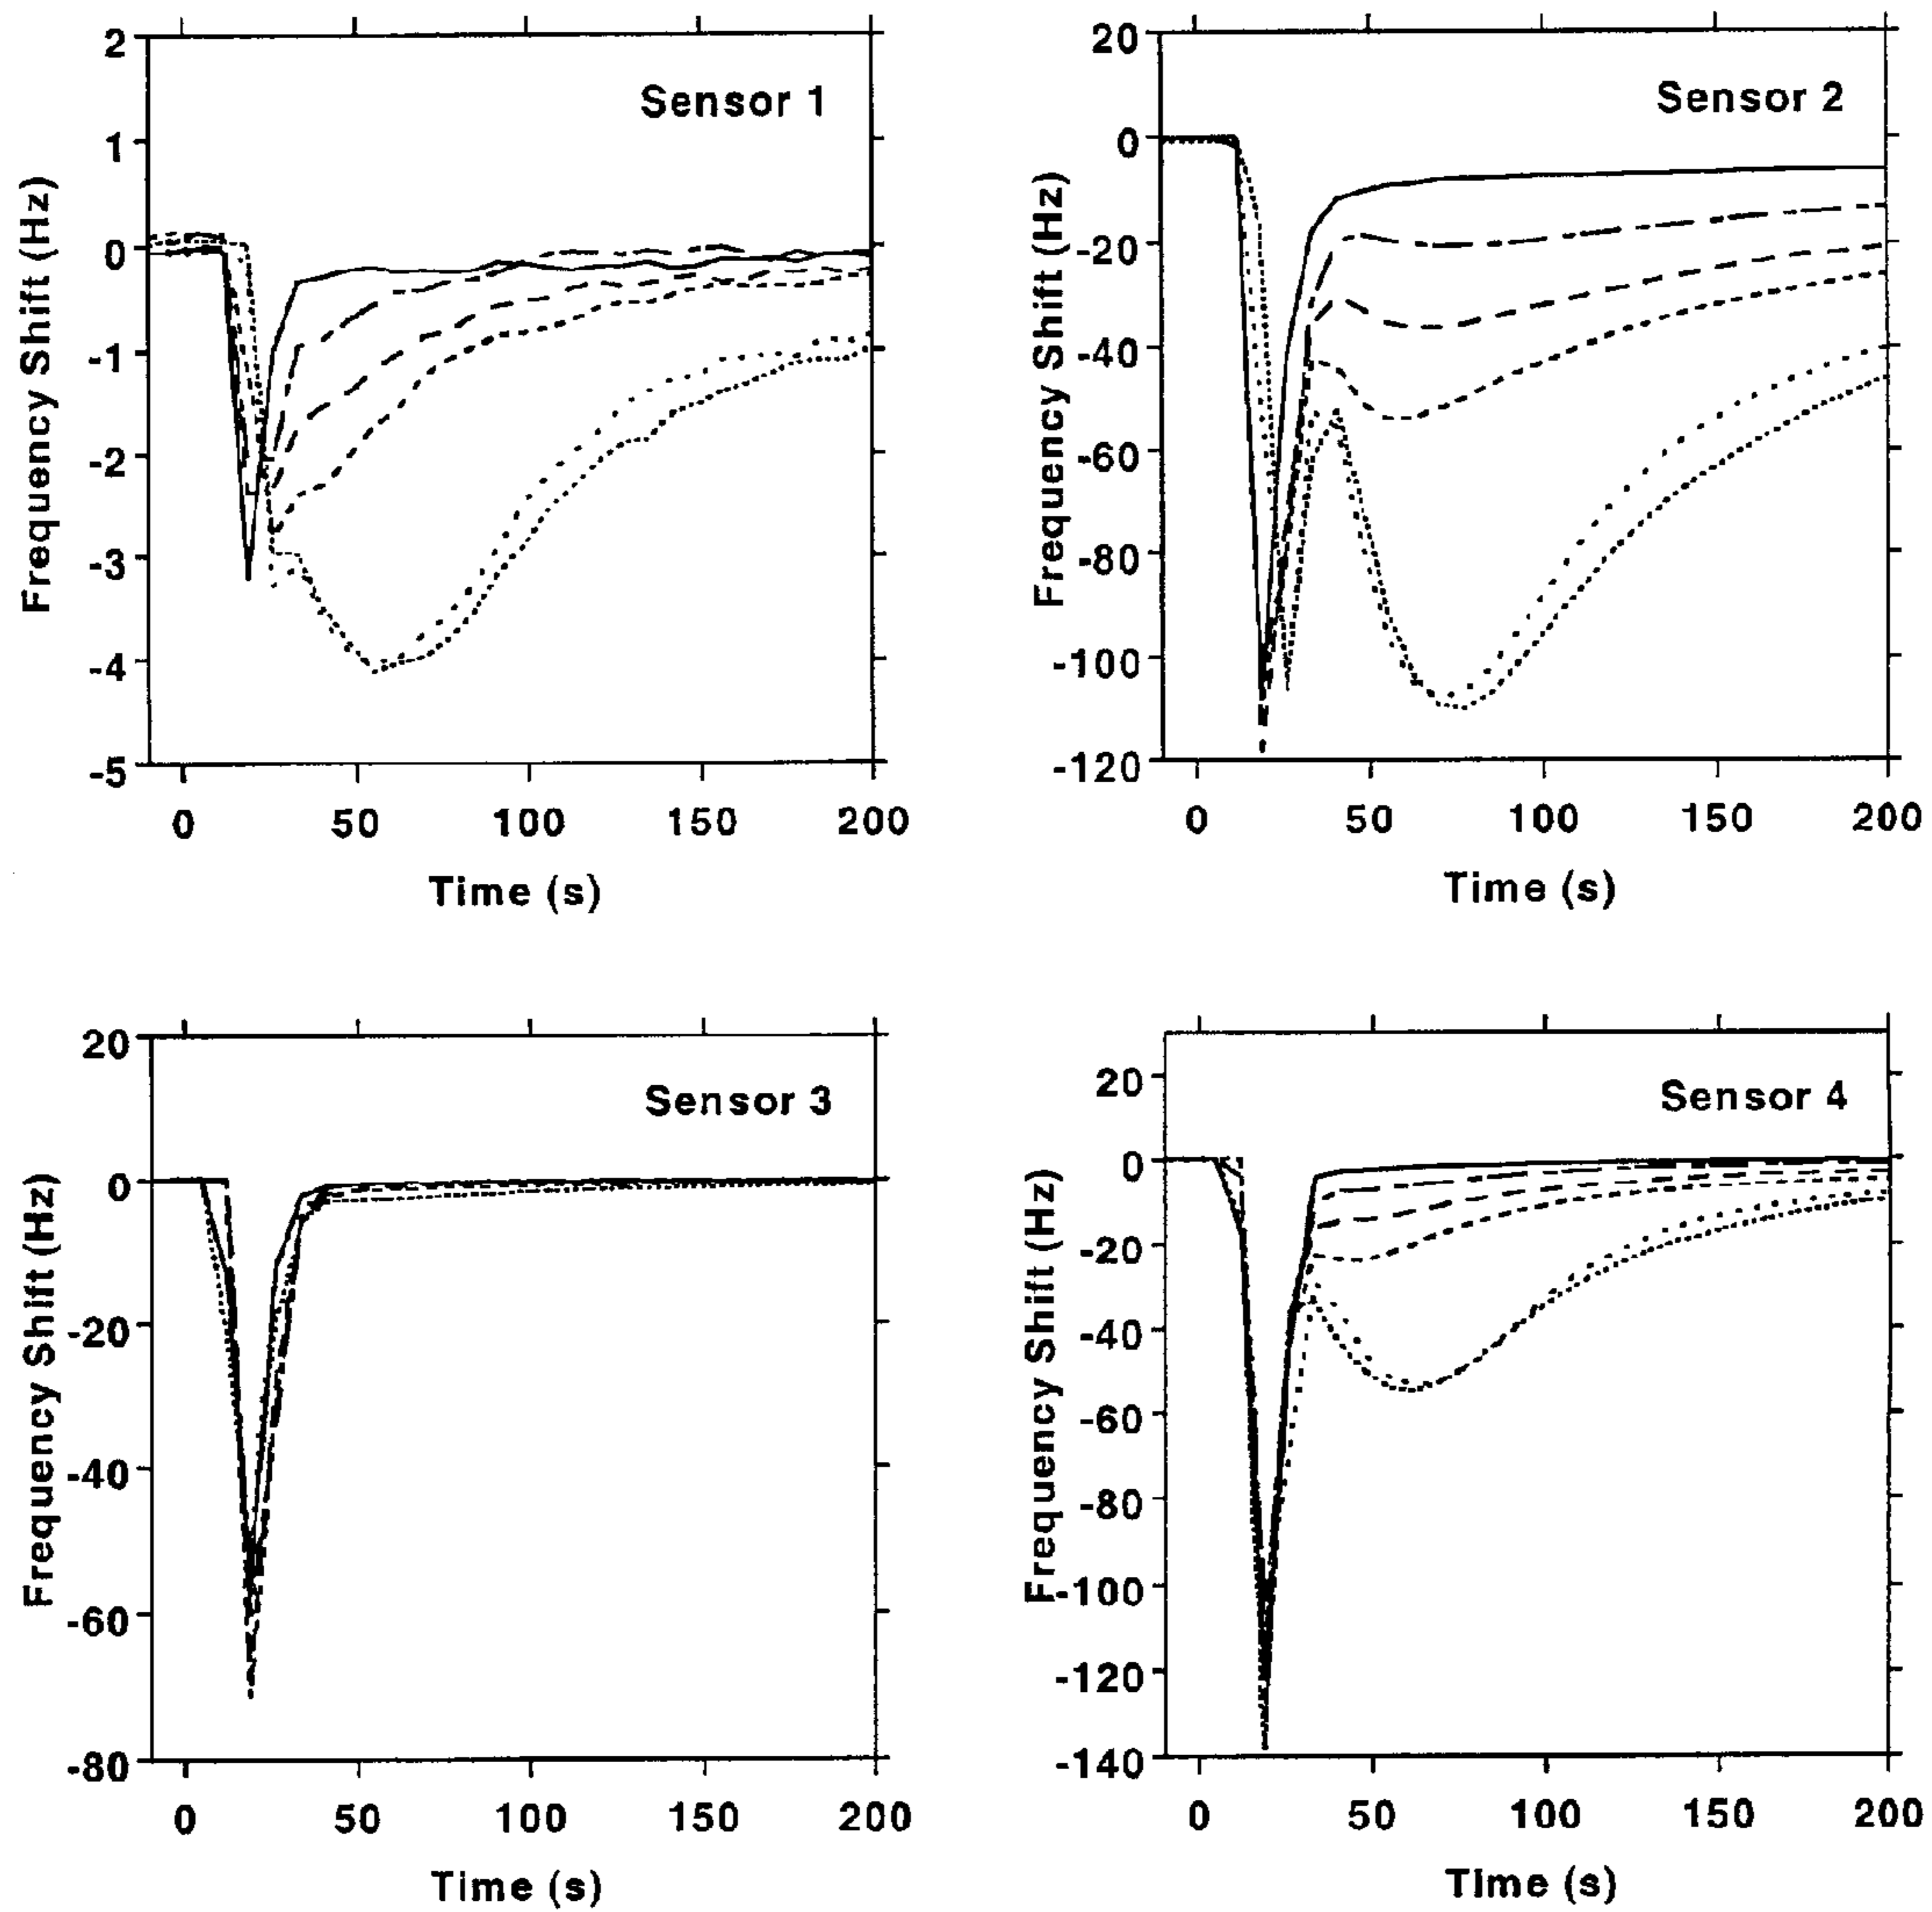 Sensor 1
Frequency Shift (Hz)
2
1
0
-1
-2
-3
-4
-5
0 50 100 150 200
Time (s)
Sensor 2
Frequency Shift (Hz)
20
0
-20
-40
-60
-80
-100
-120
0 50 100 150 200
Time (s)
Sensor 3
Frequency Shift (Hz)
20
0
-20
-40
-60
-80
0 50 100 150 200
Time (s)
Sensor 4
Frequency Shift (Hz)
20
0
-20
-40
-60
-80
-100
-120
-140
0 50 100 150 200
Time (s)